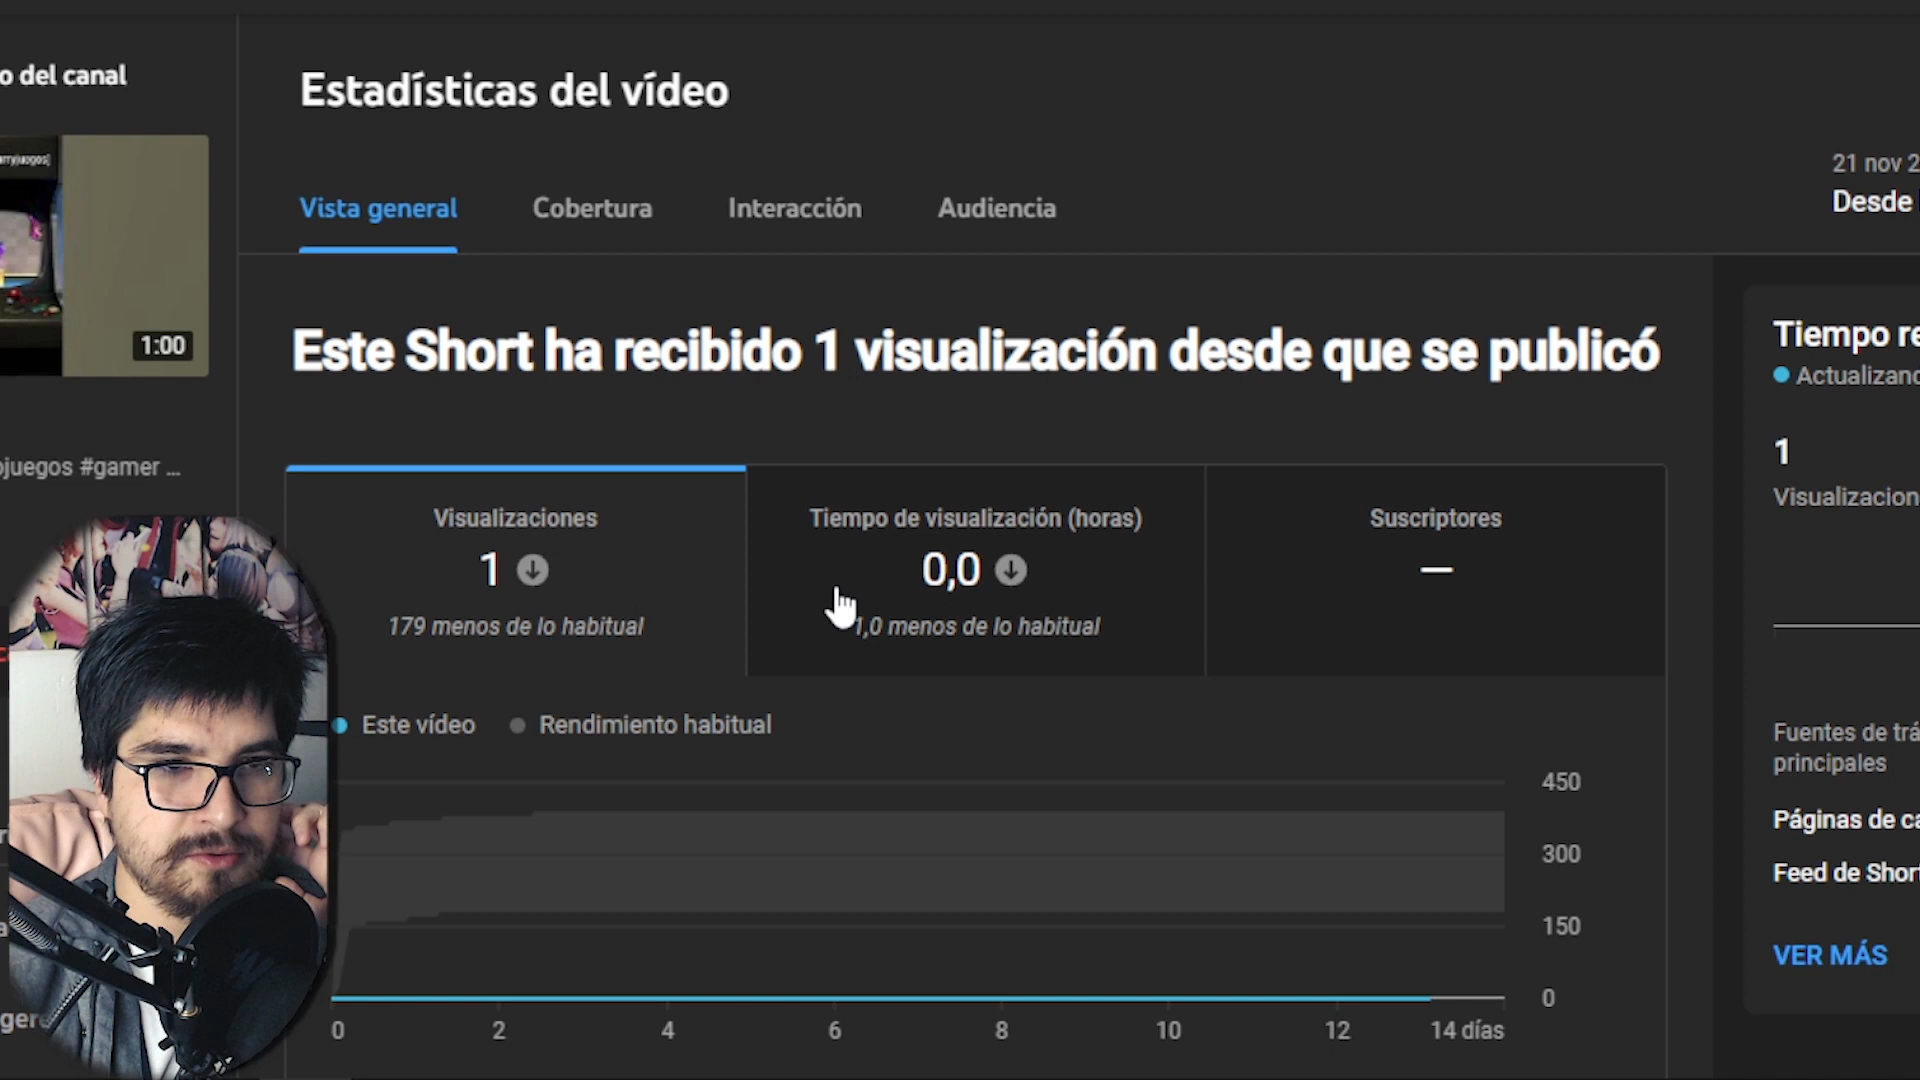 o del canal
1:00
ojuegos #gamer ...
Estadísticas del vídeo
Vista general
Cobertura
Interacción
Audiencia
21 nov 2
Desde
Este Short ha recibido 1 visualización desde que se publicó
Visualizaciones
1
179 menos de lo habitual
Tiempo de visualización (horas)
0,0
1,0 menos de lo habitual
Suscriptores
—
Este vídeo
Rendimiento habitual
450
300
150
0
0
2
4
6
8
10
12
14 días
Tiempo re
Actualizand
1
Visualizacion
Fuentes de trá
principales
Páginas de ca
Feed de Short
VER MÁS